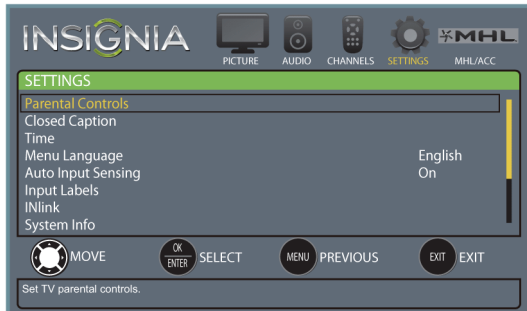 INSIGNIA
PICTURE AUDIO CHANNELS SETTINGS MHL/ACC
MHL
SETTINGS
Parental Controls
Closed Caption
Time
Menu Language English
Auto Input Sensing On
Input Labels
INlink
System Info
MOVE OK ENTER SELECT MENU PREVIOUS EXIT EXIT
Set TV parental controls.